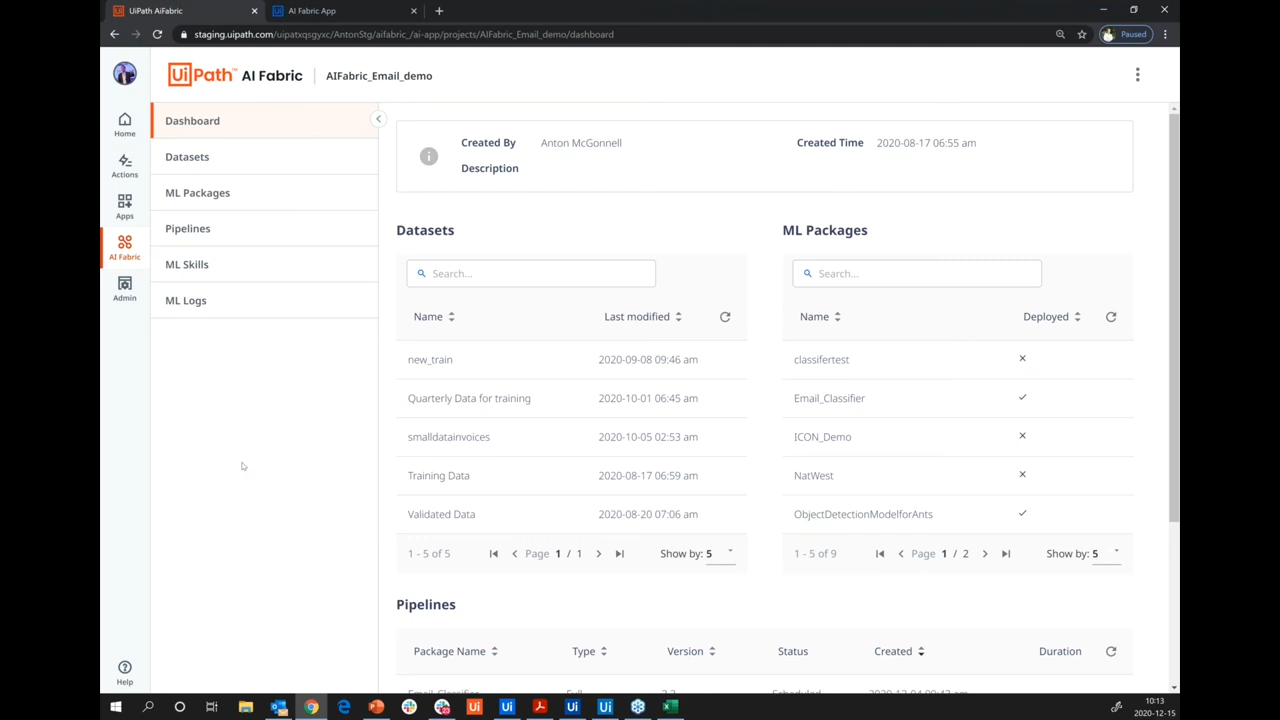 UiPath AiFabric
AI Fabric App
staging.uipath.com/uipatxqsgyxc/AntonStg/aifabric_/ai-app/projects/AIFabric_Email_demo/dashboard
Paused
UiPath™ AI Fabric
AIFabric_Email_demo
Home
Actions
Apps
AI Fabric
Admin
Help
Dashboard
Datasets
ML Packages
Pipelines
ML Skills
ML Logs
Created By Anton McGonnell
Created Time 2020-08-17 06:55 am
Description
Datasets
Search...
Name Last modified
new_train 2020-09-08 09:46 am
Quarterly Data for training 2020-10-01 06:45 am
smalldatainvoices 2020-10-05 02:53 am
Training Data 2020-08-17 06:59 am
Validated Data 2020-08-20 07:06 am
1 - 5 of 5 Page 1 / 1 Show by: 5
ML Packages
Search...
Name Deployed
classifertest
Email_Classifier
ICON_Demo
NatWest
ObjectDetectionModelforAnts
1 - 5 of 9 Page 1 / 2 Show by: 5
Pipelines
Package Name Type Version Status Created Duration
Email_Classifier Full Scheduled
10:13
2020-12-15